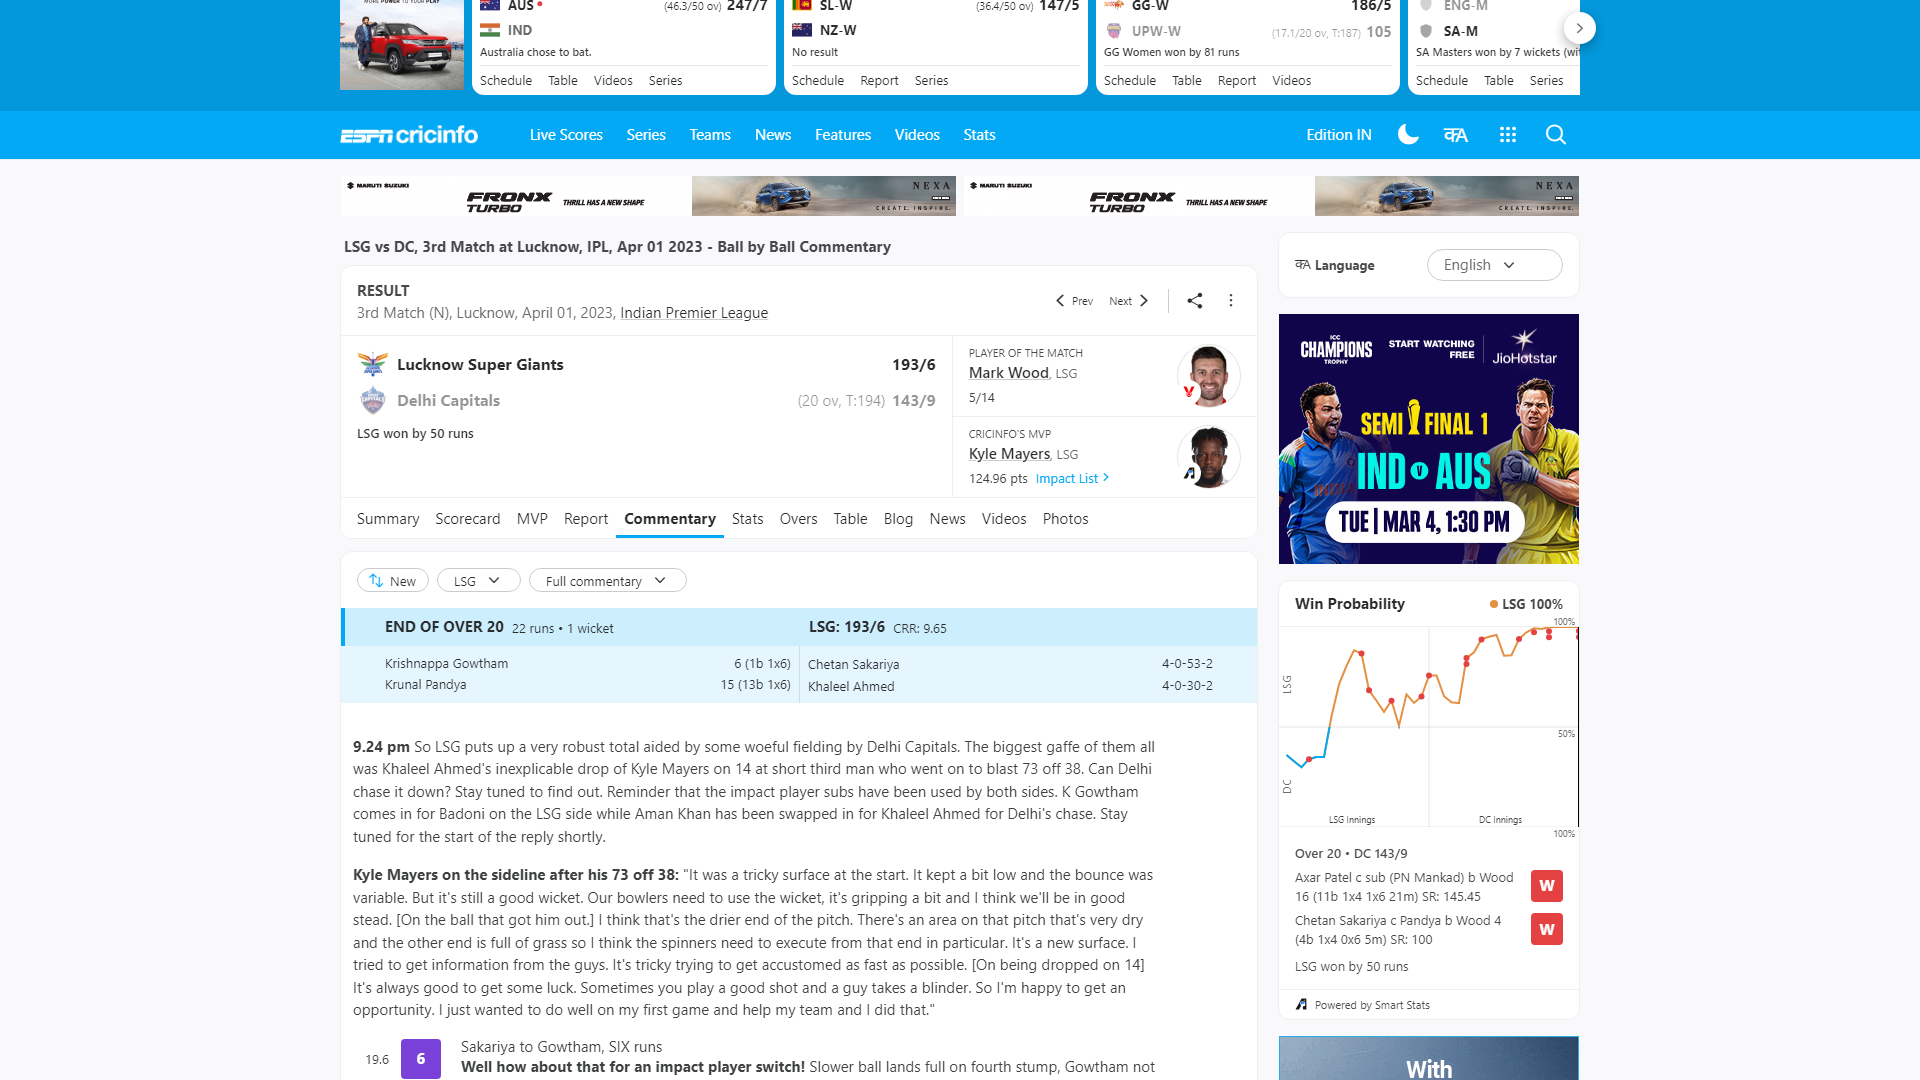 MORE POWER TO YOUR PLAY
AUS (46.3/50 ov) 247/7
IND
Australia chose to bat.
Schedule Table Videos Series
SL-W (36.4/50 ov) 147/5
NZ-W
No result
Schedule Report Series
GG-W 186/5
UPW-W (17.1/20 ov, T:187) 105
GG Women won by 81 runs
Schedule Table Report Videos
ENG-M
SA-M
SA Masters won by 7 wickets (wi
Schedule Table Series
ESPN cricinfo Live Scores Series Teams News Features Videos Stats Edition IN
MARUTI SUZUKI FRONX TURBO THRILL HAS A NEW SHAPE NEXA CREATE. INSPIRE.
MARUTI SUZUKI FRONX TURBO THRILL HAS A NEW SHAPE NEXA CREATE. INSPIRE.
LSG vs DC, 3rd Match at Lucknow, IPL, Apr 01 2023 - Ball by Ball Commentary
RESULT
3rd Match (N), Lucknow, April 01, 2023, Indian Premier League
Prev Next
Lucknow Super Giants 193/6
Delhi Capitals (20 ov, T:194) 143/9
LSG won by 50 runs
PLAYER OF THE MATCH
Mark Wood, LSG
5/14
CRICINFO'S MVP
Kyle Mayers, LSG
124.96 pts Impact List
Summary Scorecard MVP Report Commentary Stats Overs Table Blog News Videos Photos
New LSG Full commentary
END OF OVER 20 22 runs • 1 wicket LSG: 193/6 CRR: 9.65
Krishnappa Gowtham 6 (1b 1x6) Chetan Sakariya 4-0-53-2
Krunal Pandya 15 (13b 1x6) Khaleel Ahmed 4-0-30-2
9.24 pm So LSG puts up a very robust total aided by some woeful fielding by Delhi Capitals. The biggest gaffe of them all
was Khaleel Ahmed's inexplicable drop of Kyle Mayers on 14 at short third man who went on to blast 73 off 38. Can Delhi
chase it down? Stay tuned to find out. Reminder that the impact player subs have been used by both sides. K Gowtham
comes in for Badoni on the LSG side while Aman Khan has been swapped in for Khaleel Ahmed for Delhi's chase. Stay
tuned for the start of the reply shortly.
Kyle Mayers on the sideline after his 73 off 38: "It was a tricky surface at the start. It kept a bit low and the bounce was
variable. But it's still a good wicket. Our bowlers need to use the wicket, it's gripping a bit and I think we'll be in good
stead. [On the ball that got him out.] I think that's the drier end of the pitch. There's an area on that pitch that's very dry
and the other end is full of grass so I think the spinners need to execute from that end in particular. It's a new surface. I
tried to get information from the guys. It's tricky trying to get accustomed as fast as possible. [On being dropped on 14]
It's always good to get some luck. Sometimes you play a good shot and a guy takes a blinder. So I'm happy to get an
opportunity. I just wanted to do well on my first game and help my team and I did that."
19.6 6 Sakariya to Gowtham, SIX runs
Well how about that for an impact player switch! Slower ball lands full on fourth stump, Gowtham not
Language English
ICC CHAMPIONS TROPHY
START WATCHING FREE
JioHotstar
SEMI FINAL 1
IND V AUS
TUE | MAR 4, 1:30 PM
Win Probability LSG 100%
100%
LSG
50%
DC
LSG Innings DC Innings
100%
Over 20 • DC 143/9
Axar Patel c sub (PN Mankad) b Wood
16 (11b 1x4 1x6 21m) SR: 145.45
W
Chetan Sakariya c Pandya b Wood 4
(4b 1x4 0x6 5m) SR: 100
W
LSG won by 50 runs
Powered by Smart Stats
With